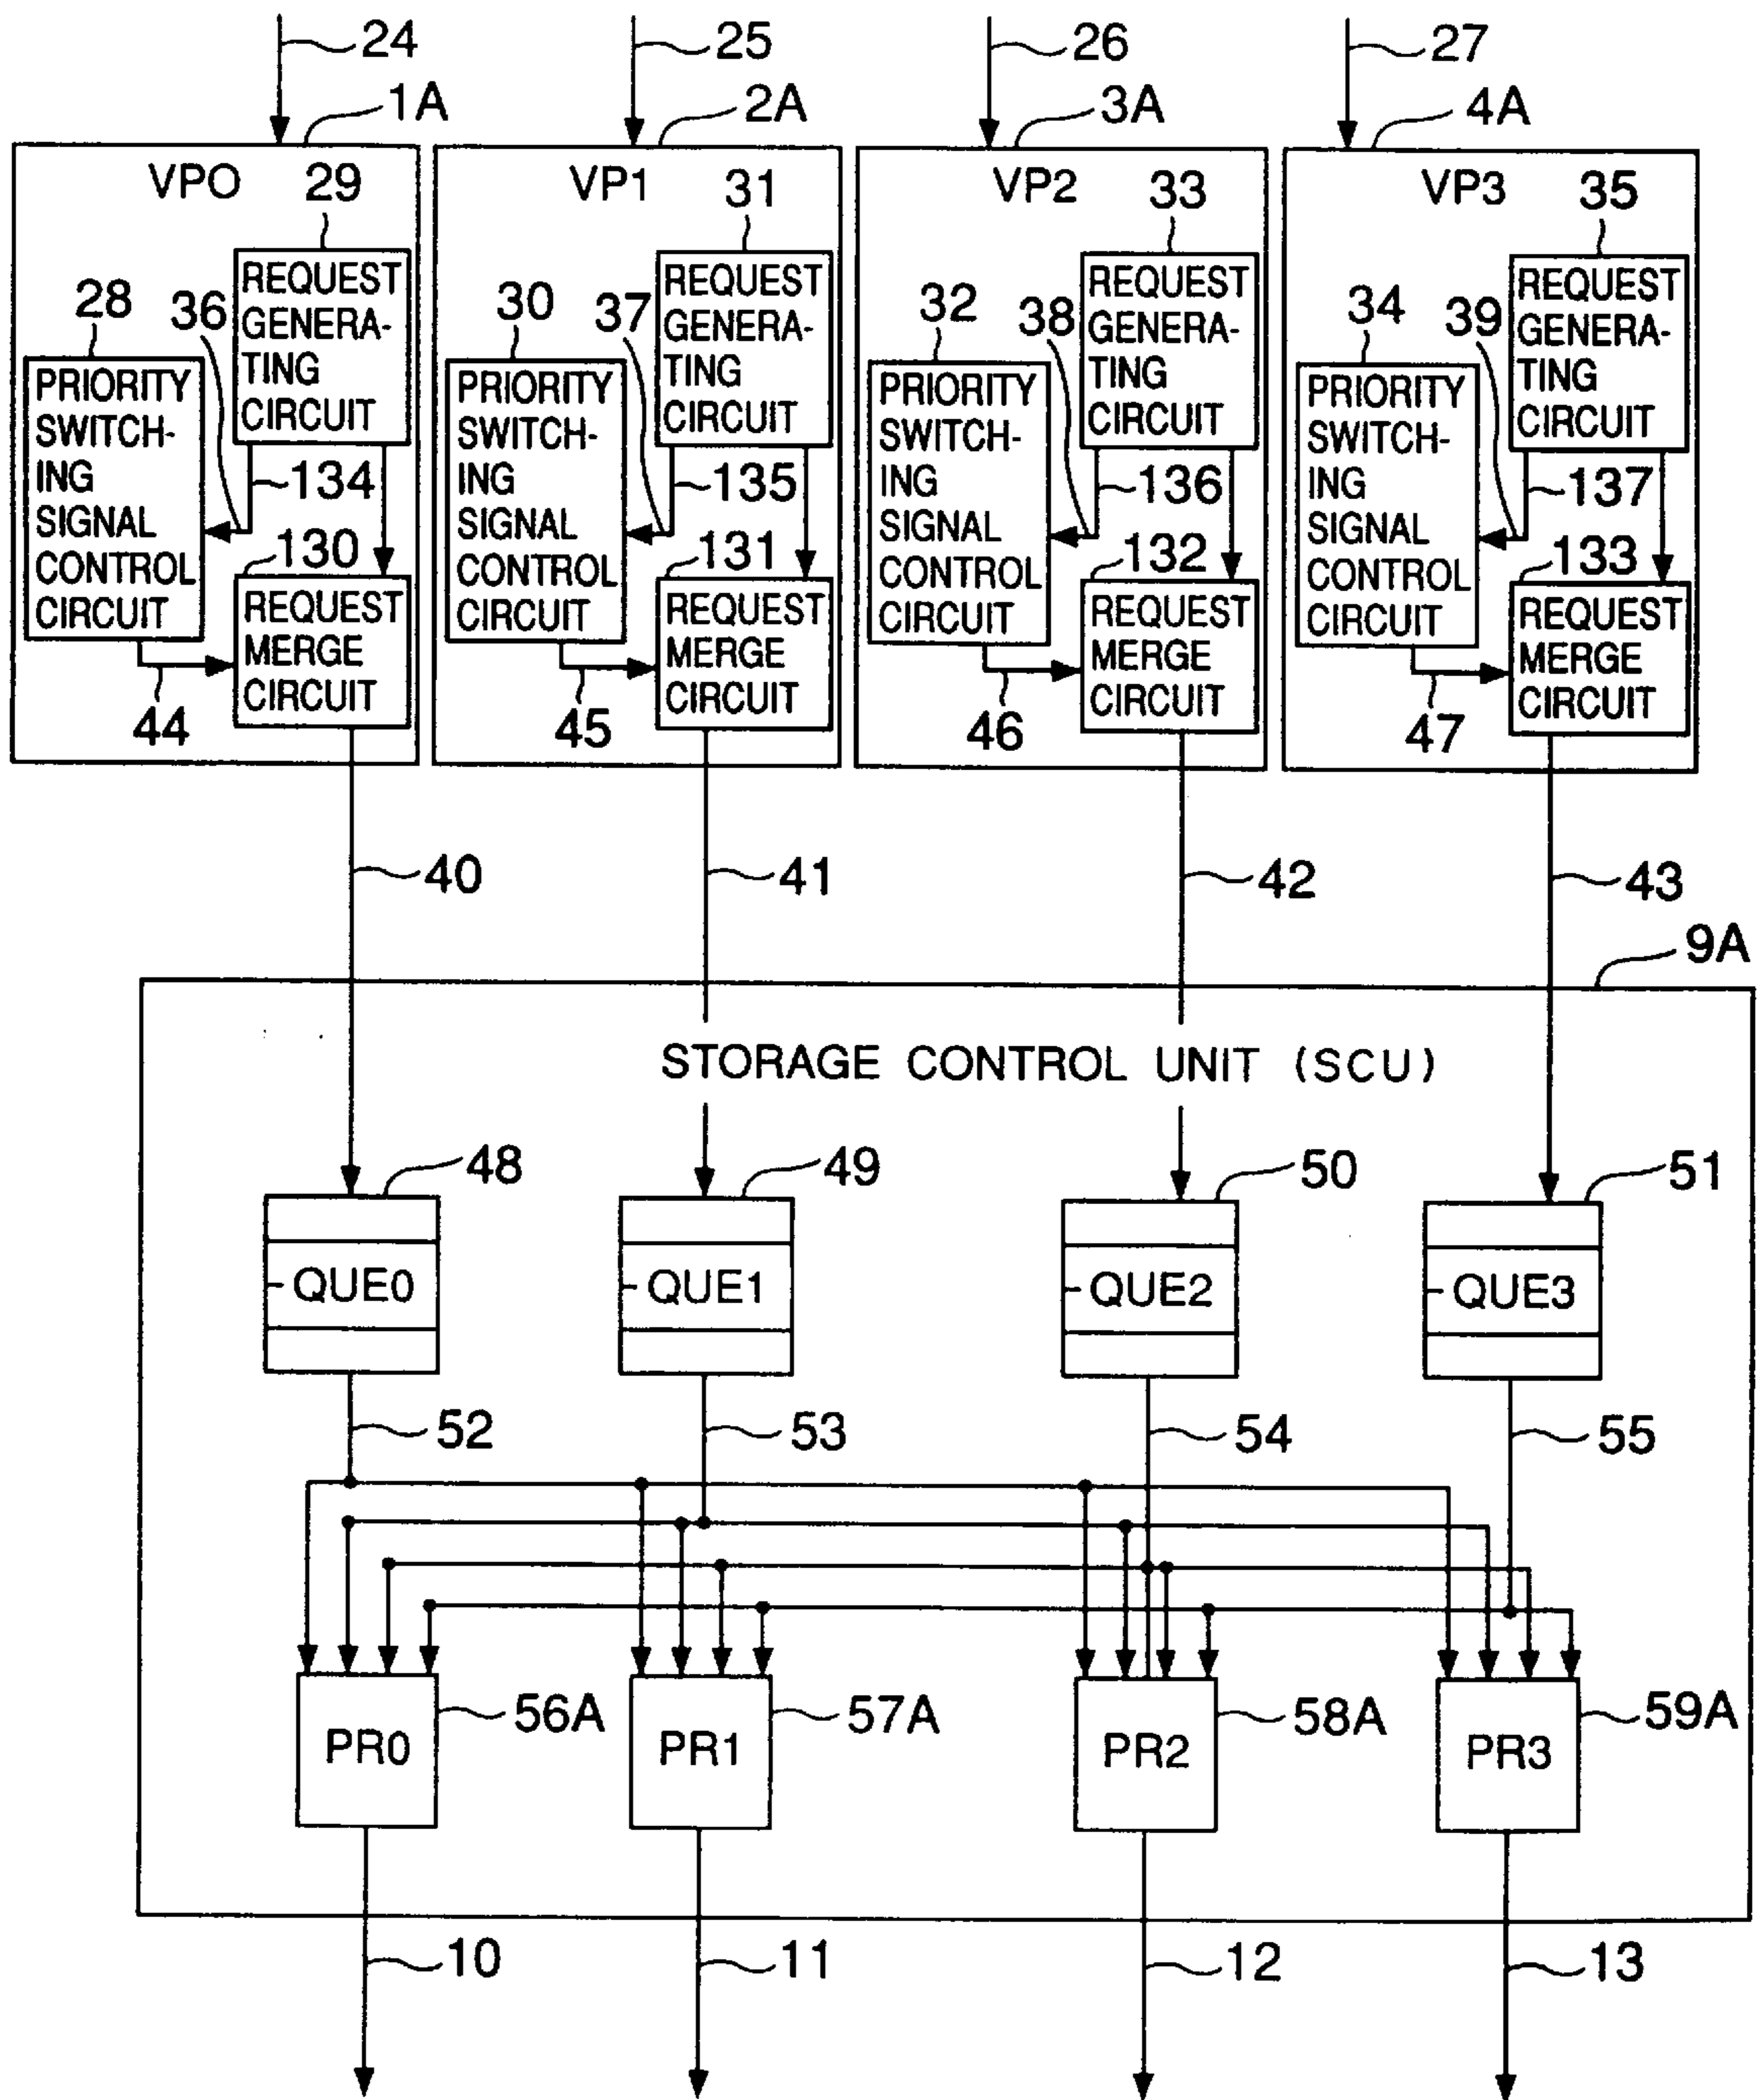 24
25
26
27
1A
2A
3A
4A
VPO
29
VP1
31
VP2
33
VP3
35
28
36
REQUEST
GENERA-
TING
CIRCUIT
30
37
REQUEST
GENERA-
TING
CIRCUIT
32
38
REQUEST
GENERA-
TING
CIRCUIT
34
39
REQUEST
GENERA-
TING
CIRCUIT
PRIORITY
SWITCH-
ING
SIGNAL
CONTROL
CIRCUIT
134
130
REQUEST
MERGE
CIRCUIT
44
PRIORITY
SWITCH-
ING
SIGNAL
CONTROL
CIRCUIT
135
131
REQUEST
MERGE
CIRCUIT
45
PRIORITY
SWITCH-
ING
SIGNAL
CONTROL
CIRCUIT
136
132
REQUEST
MERGE
CIRCUIT
46
PRIORITY
SWITCH-
ING
SIGNAL
CONTROL
CIRCUIT
137
133
REQUEST
MERGE
CIRCUIT
47
40
41
42
43
9A
STORAGE CONTROL UNIT (SCU)
48
49
50
51
QUE0
QUE1
QUE2
QUE3
52
53
54
55
56A
57A
58A
59A
PR0
PR1
PR2
PR3
10
11
12
13